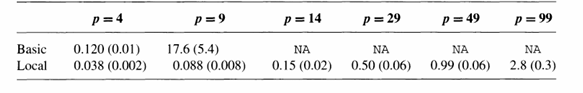 p = 4 p = 9 p = 14 p = 29 p = 49 p = 99
Basic 0.120 (0.01) 17.6 (5.4) NA NA NA NA
Local 0.038 (0.002) 0.088 (0.008) 0.15 (0.02) 0.50 (0.06) 0.99 (0.06) 2.8 (0.3)